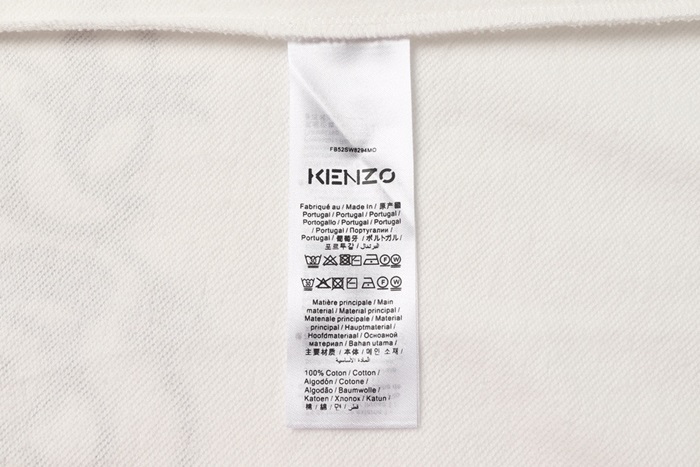 FB52SW9294MD
KENZO
Fabriqué au / Made in / 原产國
Portugal / Portugal / Portugal /
Portogallo / Portugal / Portugal
/ Portugal / Португалии /
Portugal / 葡萄牙 / ポルトガル /
포르투갈 / البرتغال
Matière principale / Main
material / Material principal /
Materiale principale / Material
principal / Hauptmaterial /
Hoofdmateriaal / Основной
материал / Bahan utama /
主要材质 / 本体 / 메인 소재 /
المادة الأساسية
100% Coton / Cotton /
Algodón / Cotone /
Algodão / Baumwolle /
Katoen / Хлопок / Katun /
棉 / 綿 / 면 / قطن